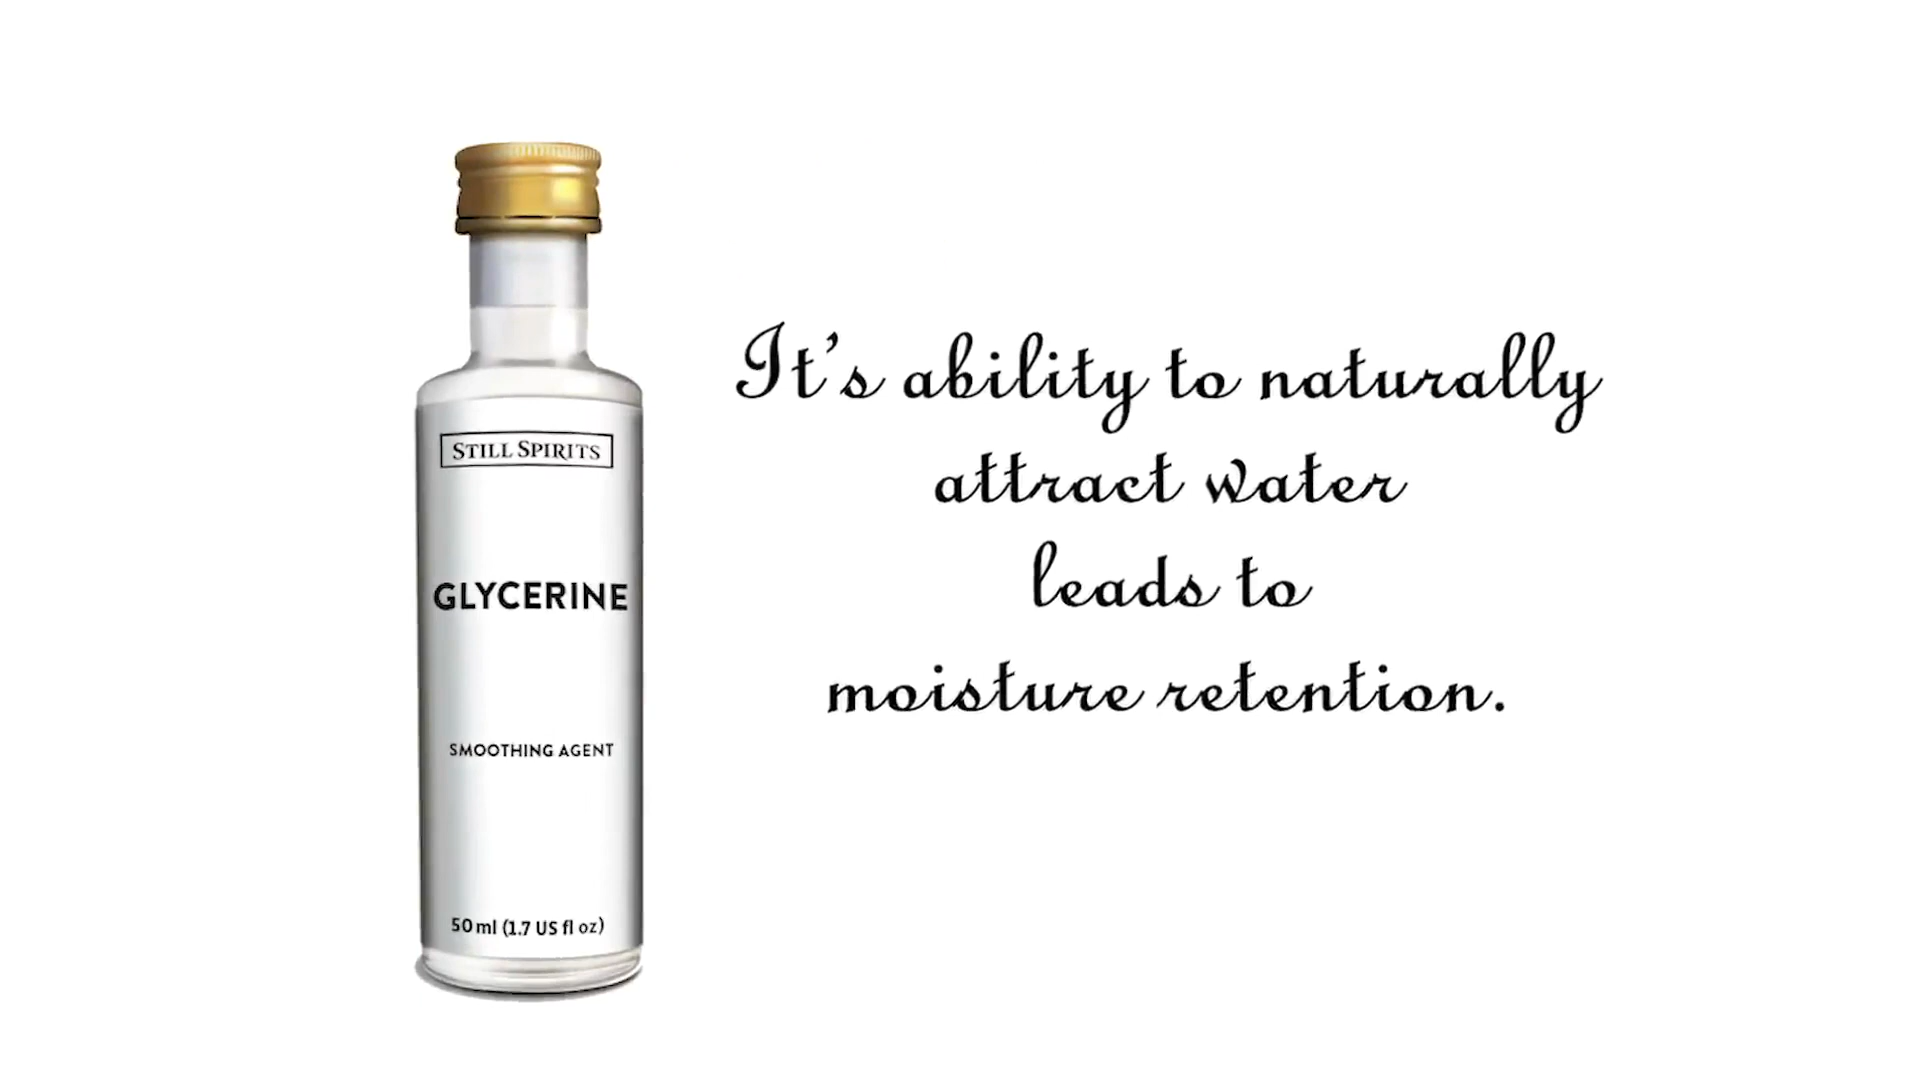 STILL SPIRITS
GLYCERINE
SMOOTHING AGENT
50 ml (1.7 US fl oz)
It's ability to naturally
attract water
leads to
moisture retention.